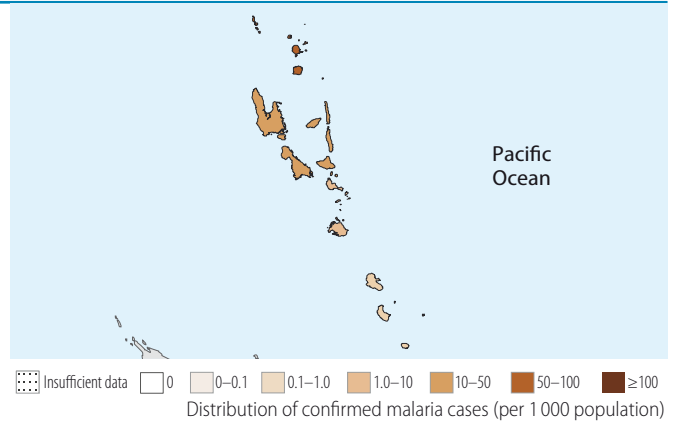 Pacific
Ocean
Insufficient data 0 0–0.1 0.1–1.0 1.0–10 10–50 50–100 ≥100
Distribution of confirmed malaria cases (per 1 000 population)